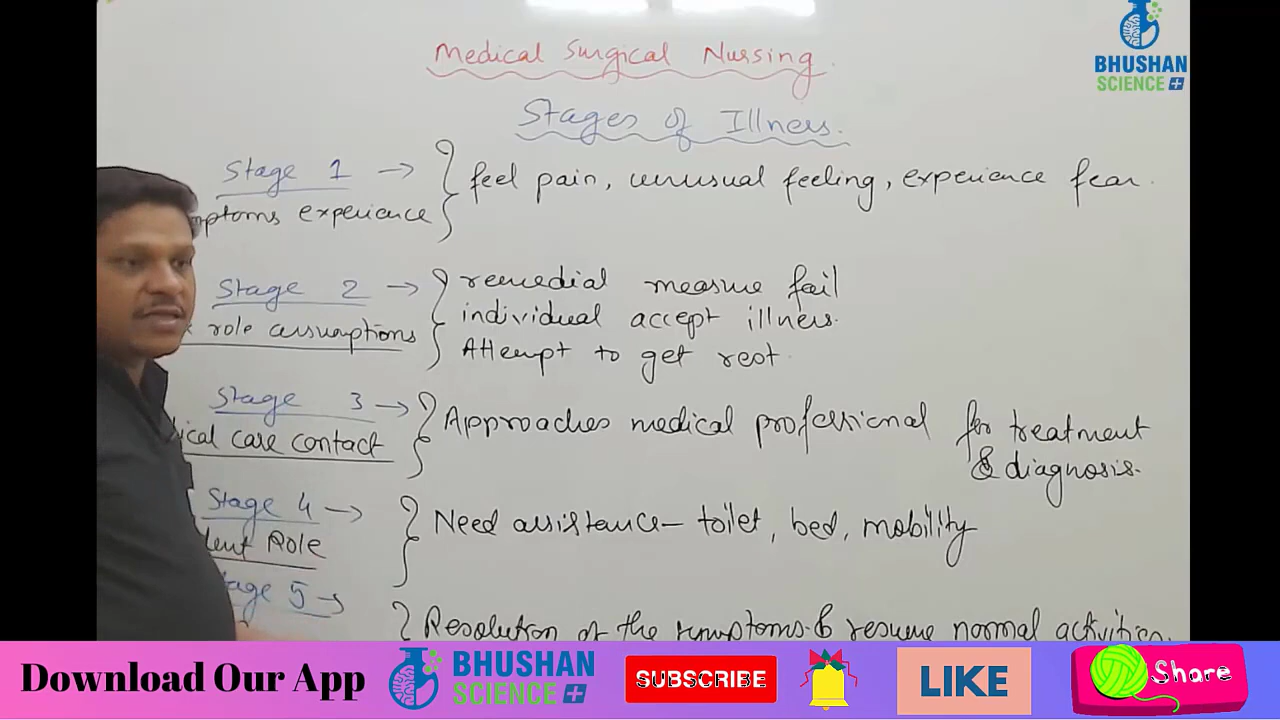 Medical Surgical Nursing
BHUSHAN
SCIENCE
Stages of Illness.
Stage 1 → feel pain, unusual feeling, experience fear.
mptoms experience
Stage 2 → remedial measure fail
individual accept illness.
role assumptions
Attempt to get rest
Stage 3 → Approaches medical professional for treatment
ical care contact
& diagnosis.
Stage 4 → Need assistance – toilet, bed, mobility
dent Role
tage 5 →
Resolution of the symptoms & resume normal activities.
Download Our App
BHUSHAN
SCIENCE
SUBSCRIBE
LIKE
Share